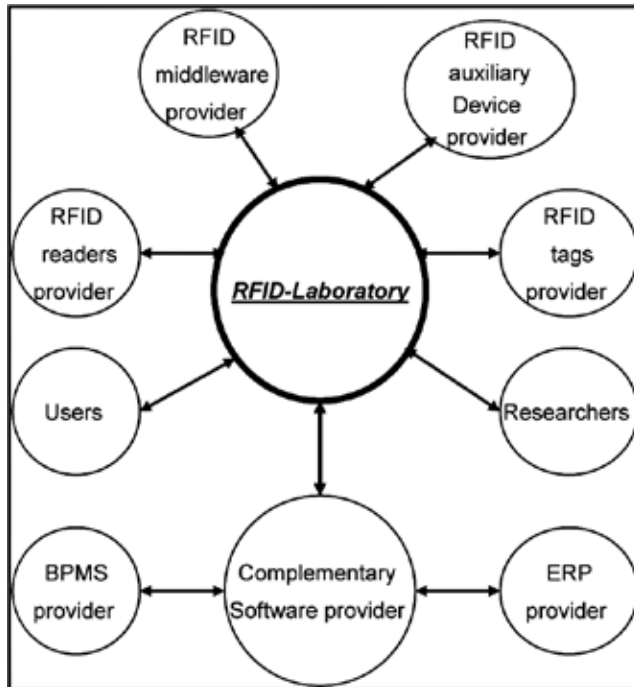 RFID
middleware
provider
RFID
auxiliary
Device
provider
RFID
readers
provider
RFID-Laboratory
RFID
tags
provider
Users
Researchers
BPMS
provider
Complementary
Software provider
ERP
provider